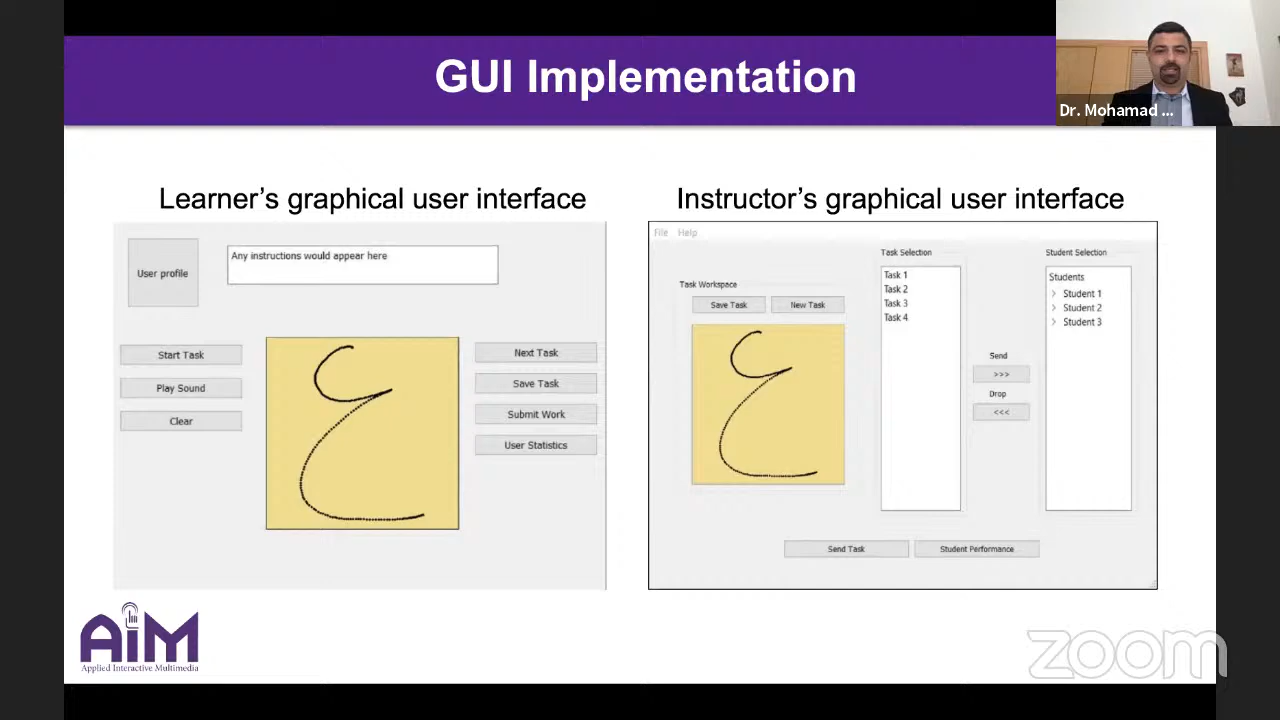 GUI Implementation
Dr. Mohamad ...
Learner's graphical user interface
User profile
Any instructions would appear here
Start Task
Play Sound
Clear
ع
Next Task
Save Task
Submit Work
User Statistics
Instructor's graphical user interface
File Help
Task Workspace
Save Task New Task
ع
Task Selection
Task 1
Task 2
Task 3
Task 4
Send
>>>
Drop
<<<
Student Selection
Students
Student 1
Student 2
Student 3
Send Task Student Performance
AiM
Applied Interactive Multimedia
zoom